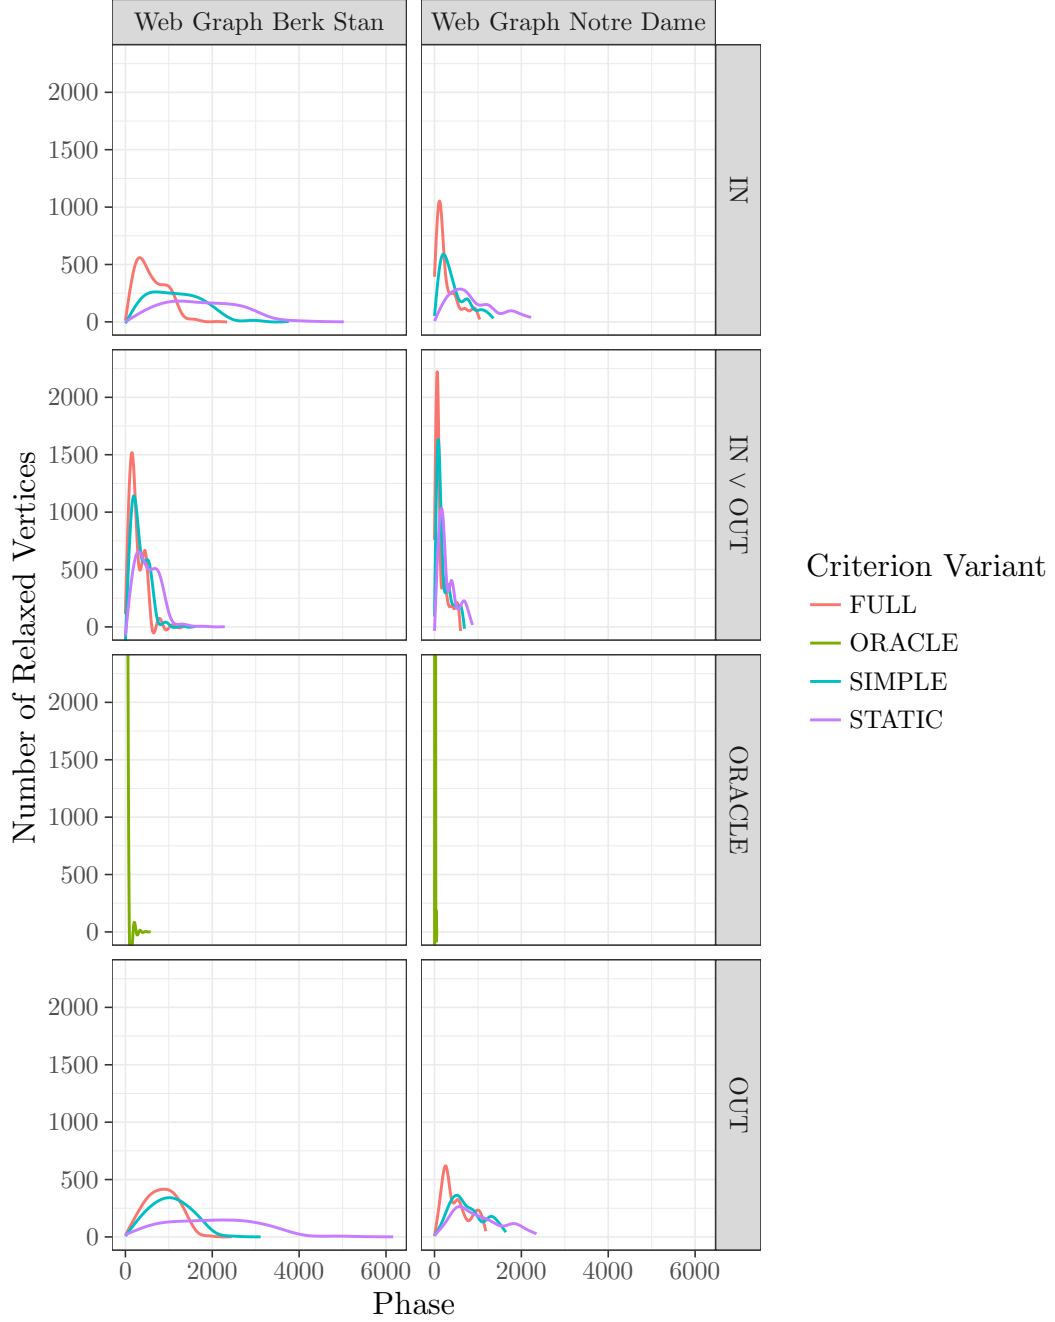 Web Graph Berk Stan
Web Graph Notre Dame
2000
1500
1000
500
0
IN
2000
1500
1000
500
0
IN ∨ OUT
2000
1500
1000
500
0
ORACLE
2000
1500
1000
500
0
OUT
0 2000 4000 6000
0 2000 4000 6000
Phase
Number of Relaxed Vertices
Criterion Variant
FULL
ORACLE
SIMPLE
STATIC